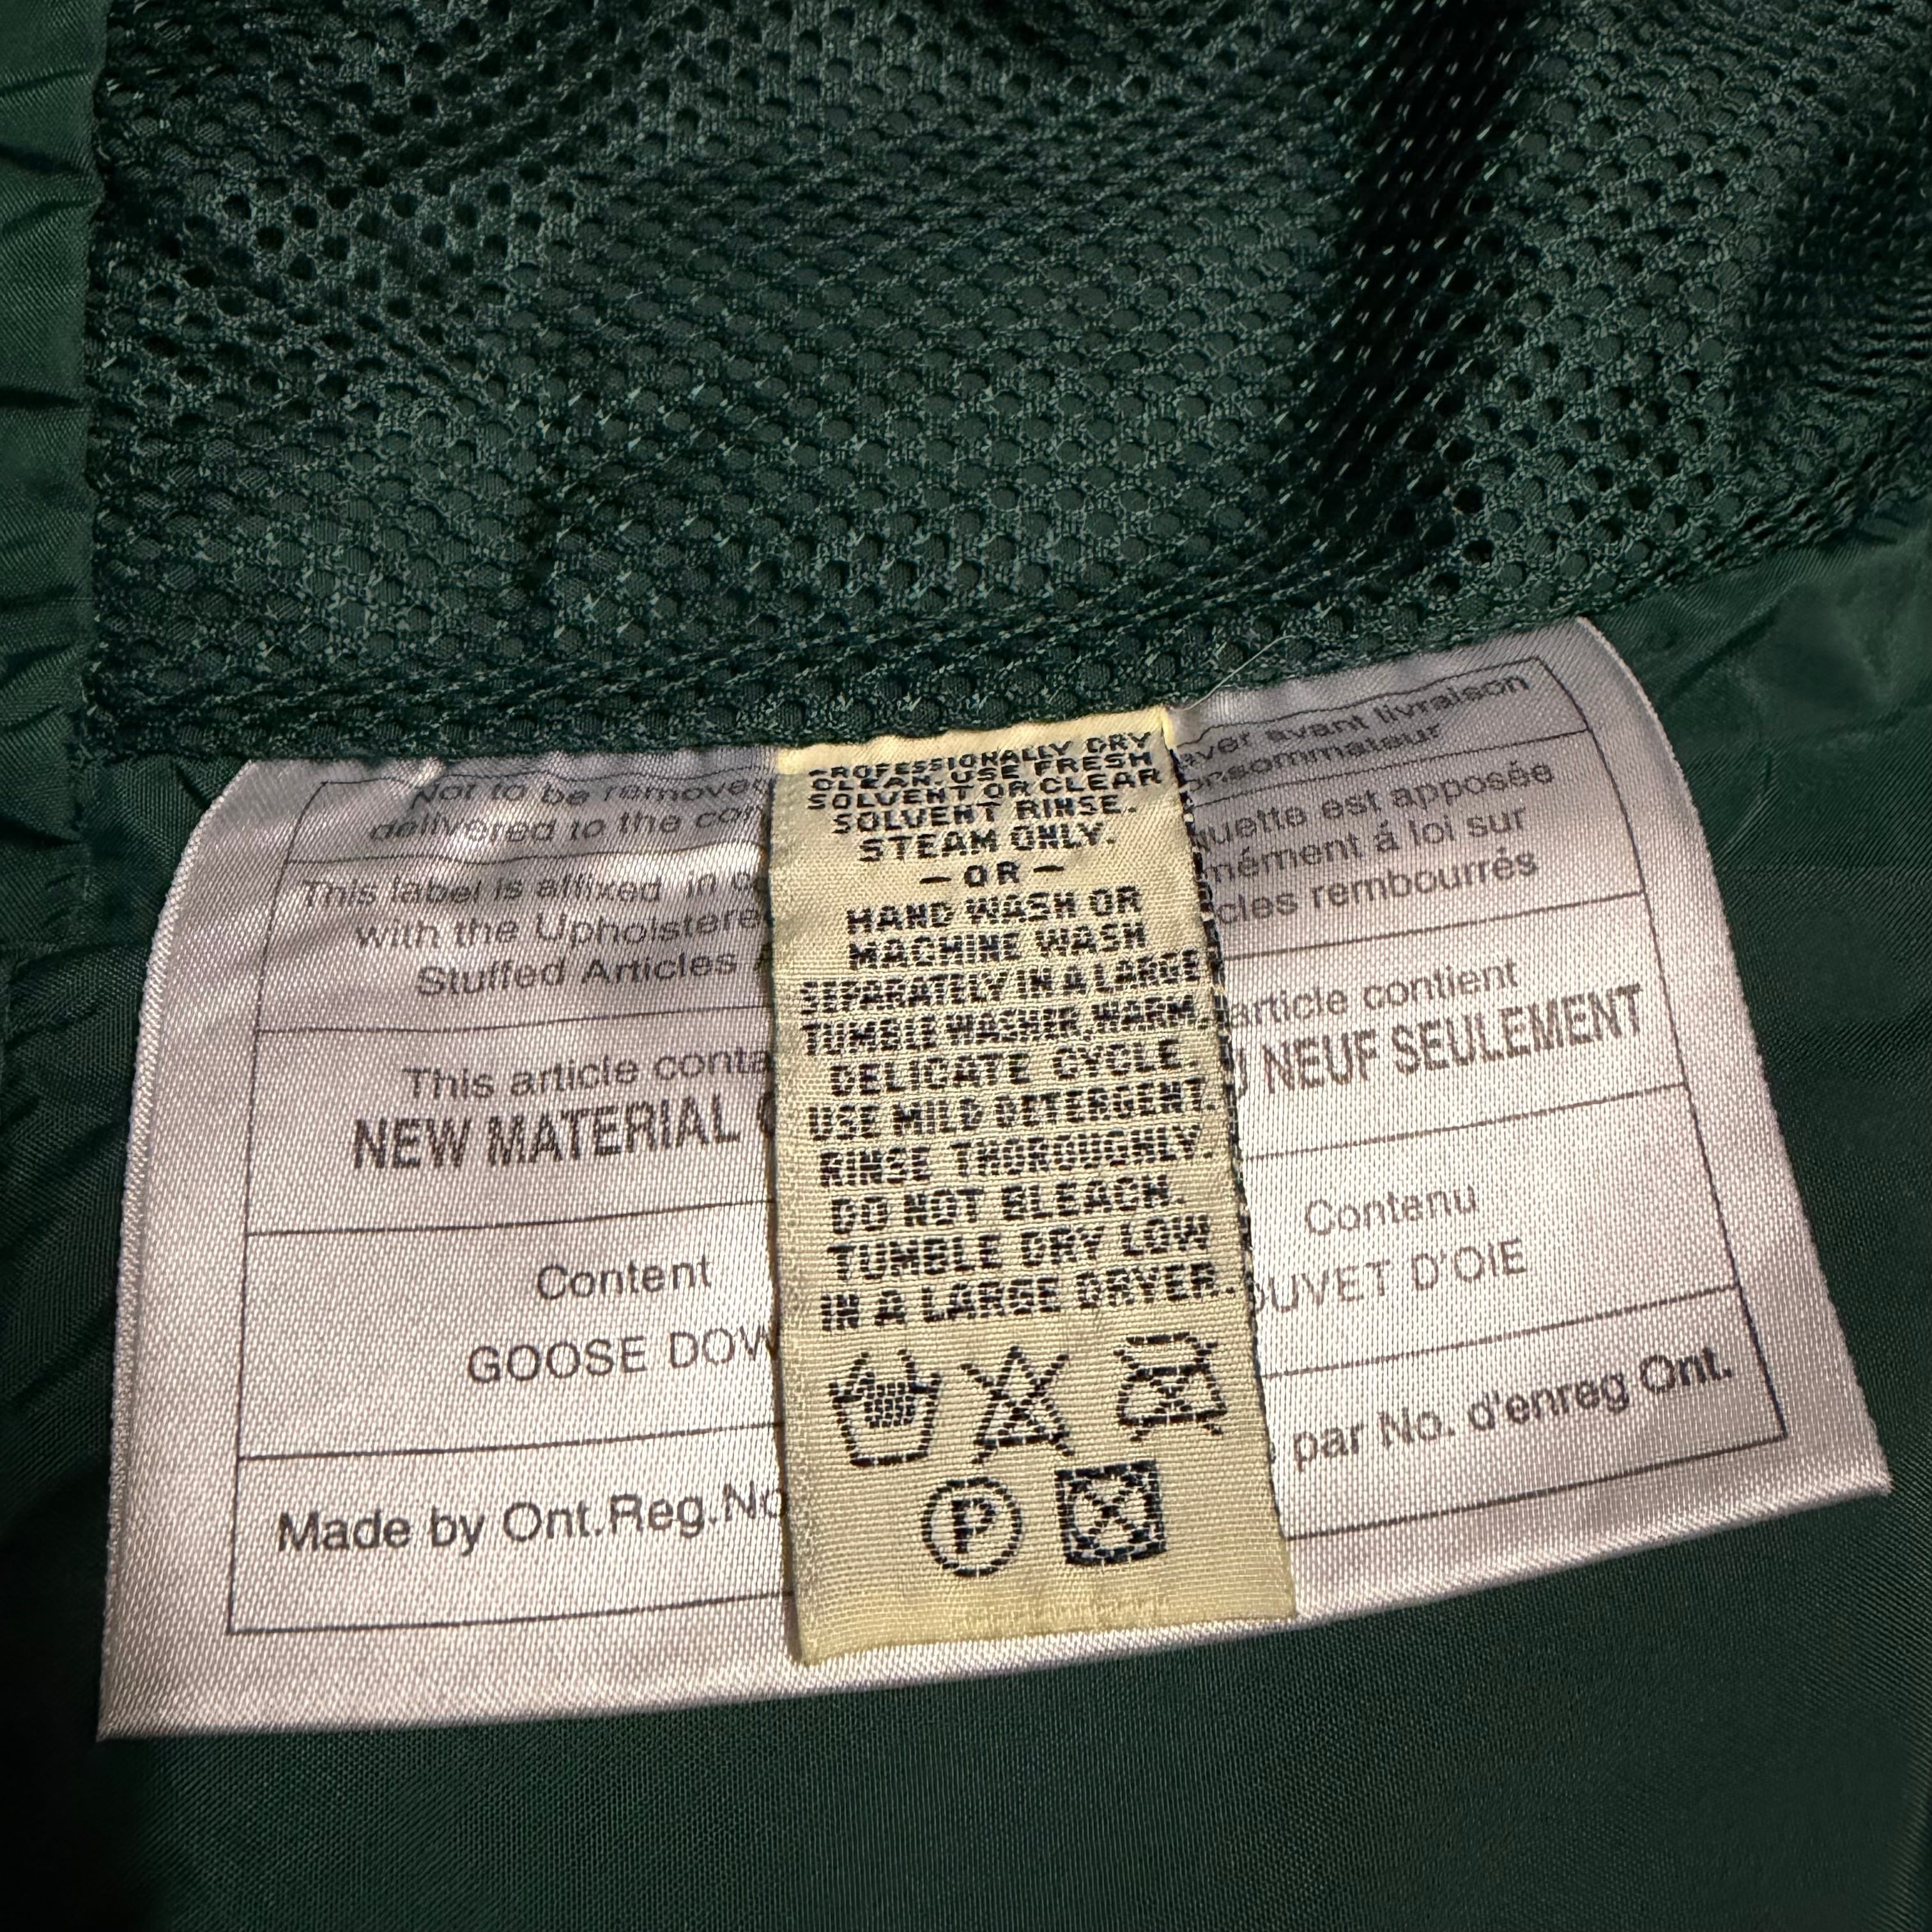 Not to be remove
delivered to the co
This label is affixed in
with the Upholstere
Stuffed Articles
This article conta
NEW MATERIAL
Content
GOOSE DOW
Made by Ont.Reg.No
PROFESSIONALLY DRY
CLEAN. USE FRESH
SOLVENT OR CLEAR
SOLVENT RINSE.
STEAM ONLY.
— OR —
HAND WASH OR
MACHINE WASH
SEPARATELY IN A LARGE
TUMBLE WASHER, WARM,
DELICATE CYCLE.
USE MILD DETERGENT.
RINSE THOROUGHLY.
DO NOT BLEACH.
TUMBLE DRY LOW
IN A LARGE DRYER.
P
ever avant livraison
onsommateur
quette est apposée
mément á loi sur
cles rembourrés
article contient
NEUF SEULEMENT
Contenu
OUVET D'OIE
par No. d'enreg Ont.